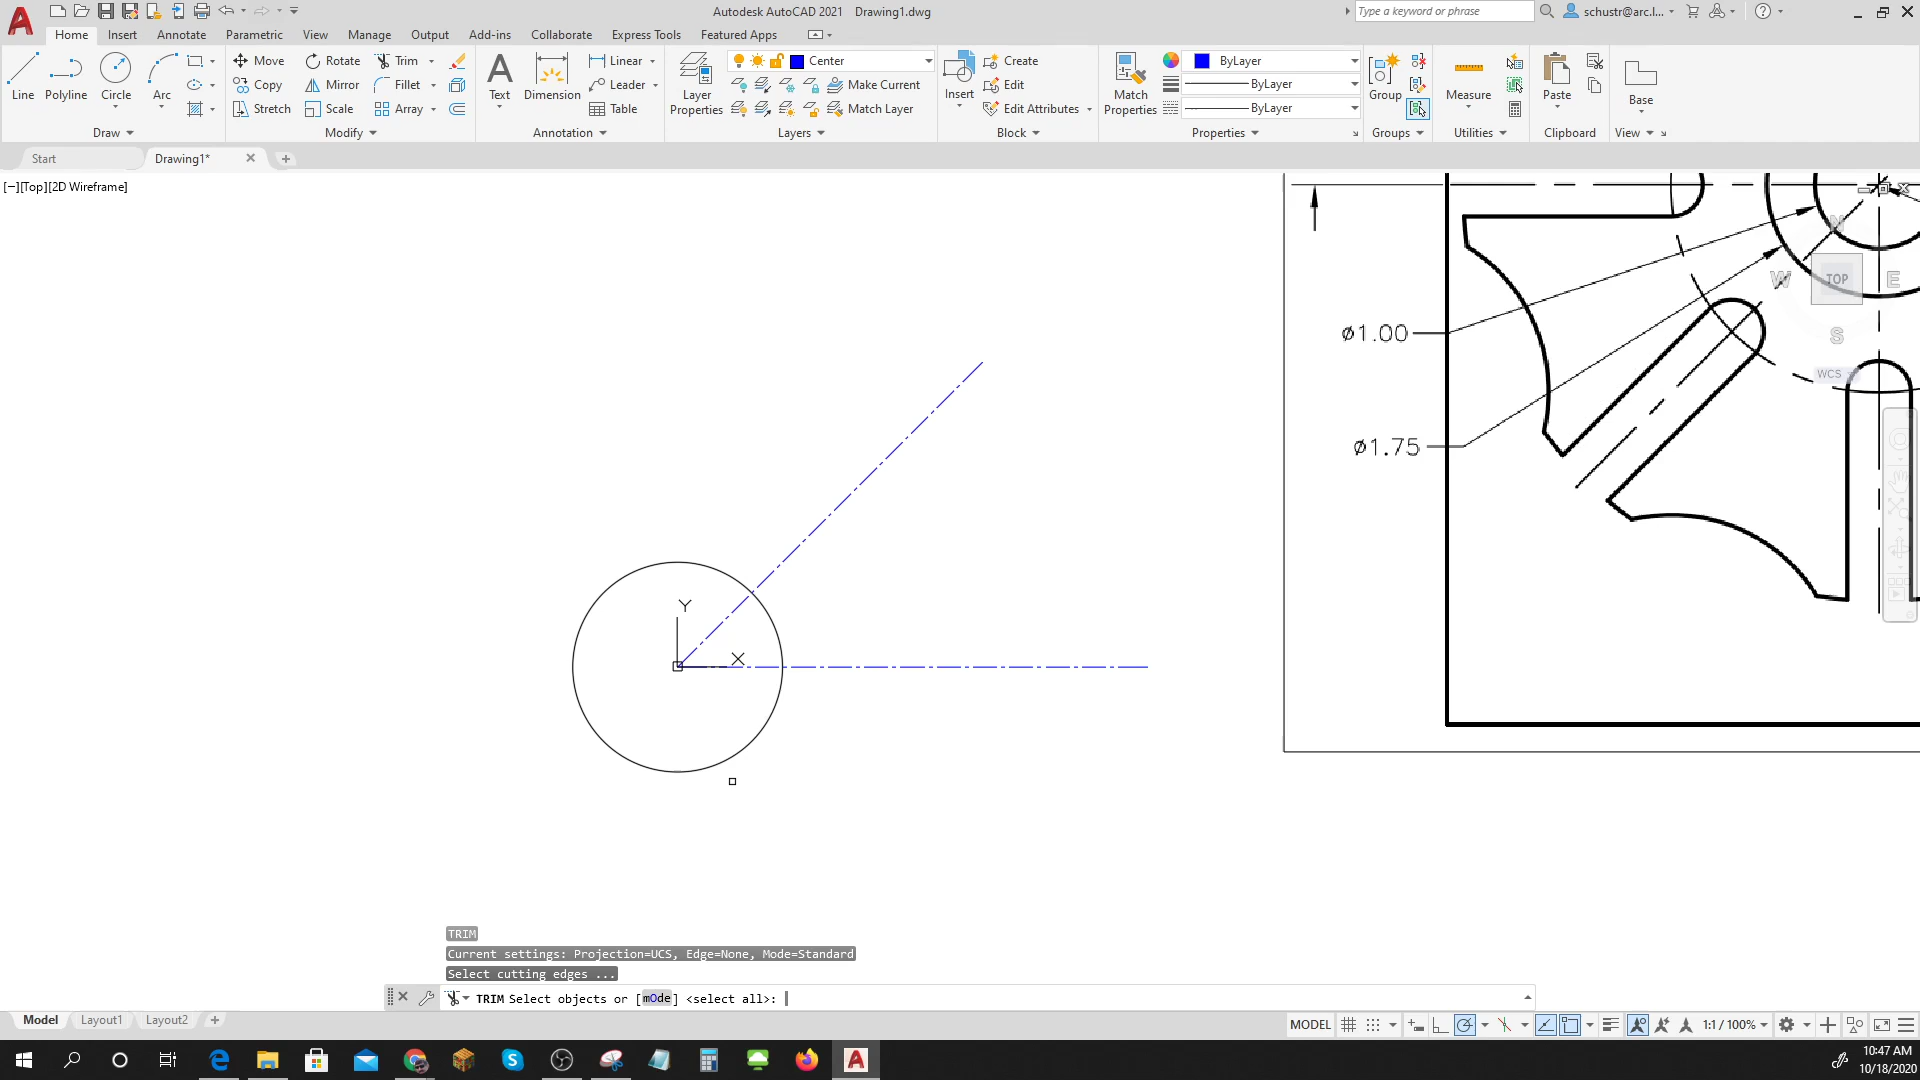 Autodesk AutoCAD 2021 Drawing1.dwg
Type a keyword or phrase
schustr@arc.l...
Home Insert Annotate Parametric View Manage Output Add-ins Collaborate Express Tools Featured Apps
Line
Polyline
Circle
Arc
Draw
Move Rotate Trim
Copy Mirror Fillet
Stretch Scale Array
Modify
Text
Dimension
Linear
Leader
Table
Annotation
Layer
Properties
Center
Make Current
Match Layer
Layers
Insert
Create
Edit
Edit Attributes
Block
Match
Properties
ByLayer
ByLayer
ByLayer
Properties
Group
Groups
Measure
Utilities
Paste
Clipboard
Base
View
Start
Drawing1*
[−][Top][2D Wireframe]
N
W TOP E
S
WCS
ø1.00
ø1.75
Y
X
TRIM
Current settings: Projection=UCS, Edge=None, Mode=Standard
Select cutting edges ...
TRIM Select objects or [mOde] <select all>:
Model Layout1 Layout2
MODEL
1:1 / 100%
10:47 AM
10/18/2020